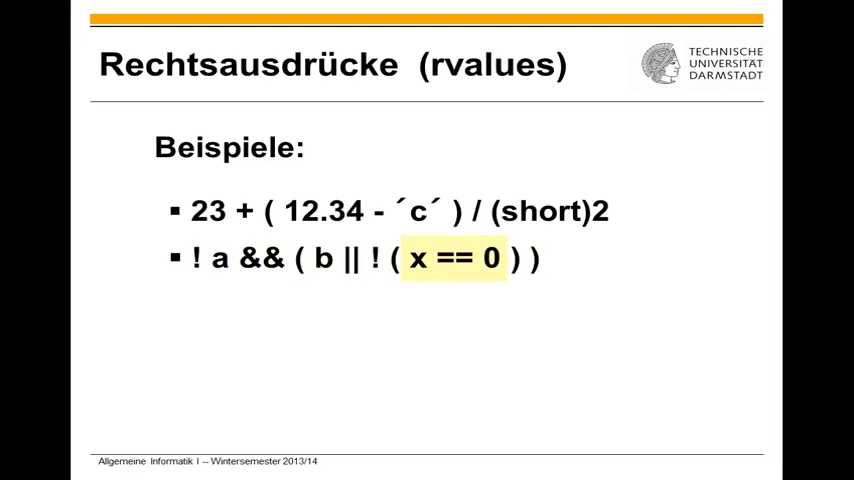 Rechtsausdrücke (rvalues)
TECHNISCHE
UNIVERSITÄT
DARMSTADT
Beispiele:
▪ 23 + ( 12.34 - ´c´ ) / (short)2
▪ ! a && ( b || ! ( x == 0 ) )
Allgemeine Informatik I -- Wintersemester 2013/14